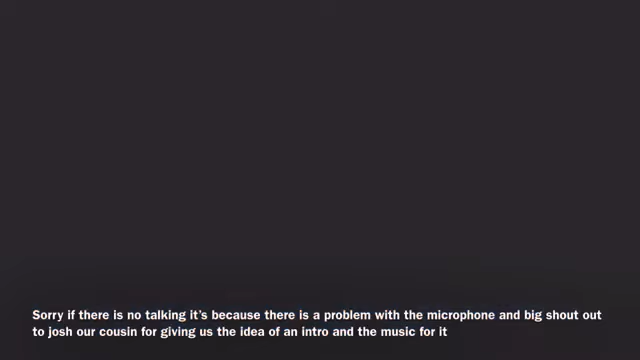 Sorry if there is no talking it’s because there is a problem with the microphone and big shout out
to josh our cousin for giving us the idea of an intro and the music for it